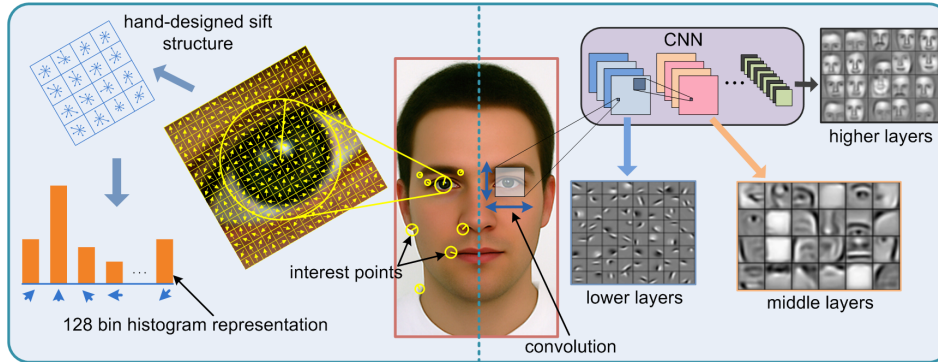 hand-designed sift
structure
CNN
...
higher layers
interest points
lower layers
middle layers
...
128 bin histogram representation
convolution